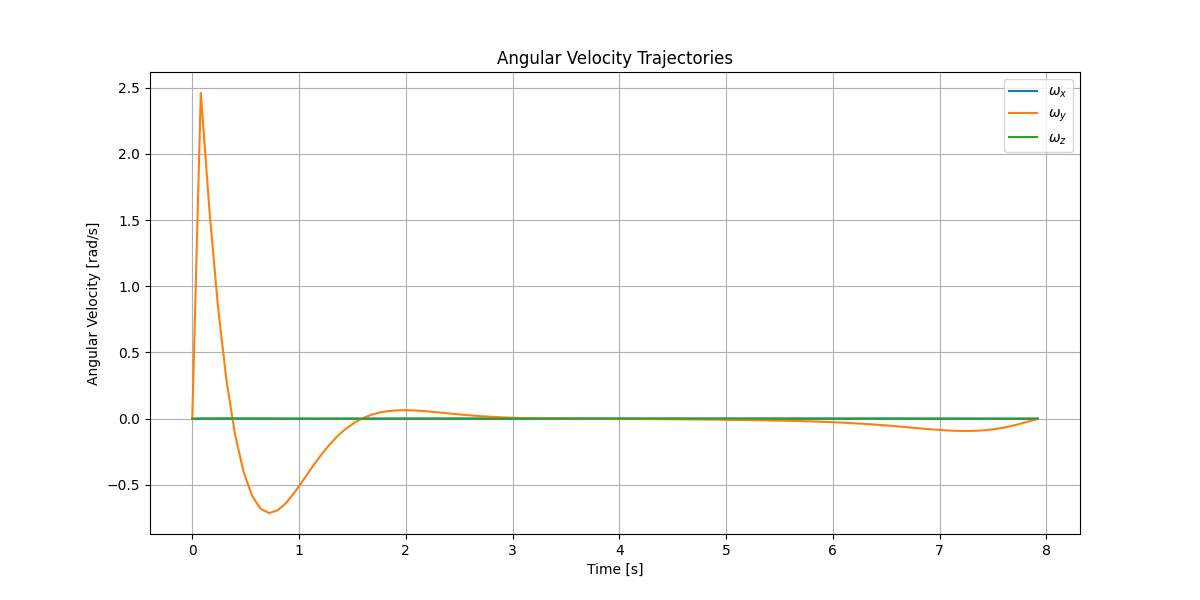 Angular Velocity Trajectories
2.5
2.0
1.5
1.0
0.5
0.0
−0.5
Angular Velocity [rad/s]
ωx
ωy
ωz
0 1 2 3 4 5 6 7 8
Time [s]